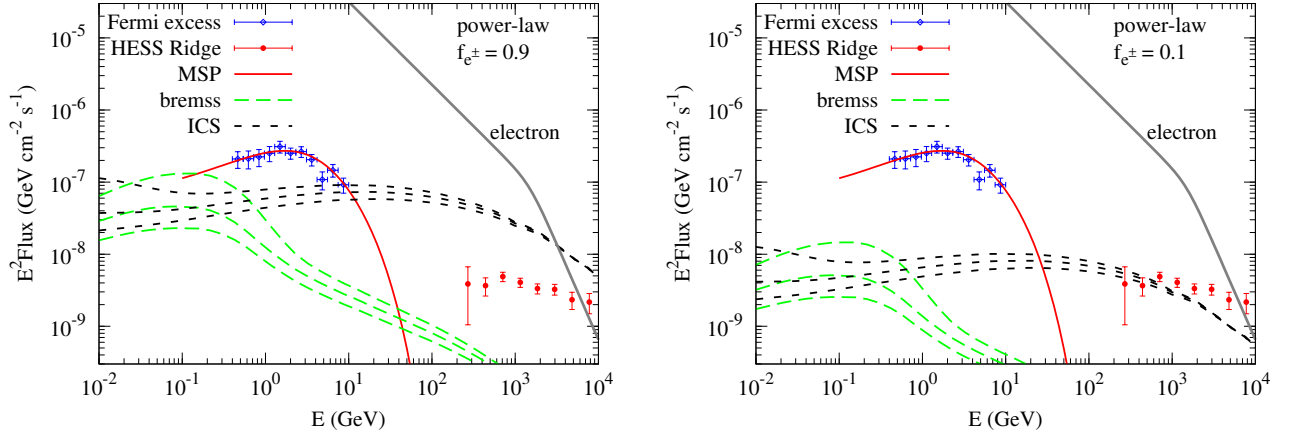 Fermi excess
HESS Ridge
MSP
bremss
ICS
power-law
f_e± = 0.9
electron
E²Flux (GeV cm⁻² s⁻¹)
10⁻⁵
10⁻⁶
10⁻⁷
10⁻⁸
10⁻⁹
10⁻² 10⁻¹ 10⁰ 10¹ 10² 10³ 10⁴
E (GeV)
Fermi excess
HESS Ridge
MSP
bremss
ICS
power-law
f_e± = 0.1
electron
E²Flux (GeV cm⁻² s⁻¹)
10⁻⁵
10⁻⁶
10⁻⁷
10⁻⁸
10⁻⁹
10⁻² 10⁻¹ 10⁰ 10¹ 10² 10³ 10⁴
E (GeV)